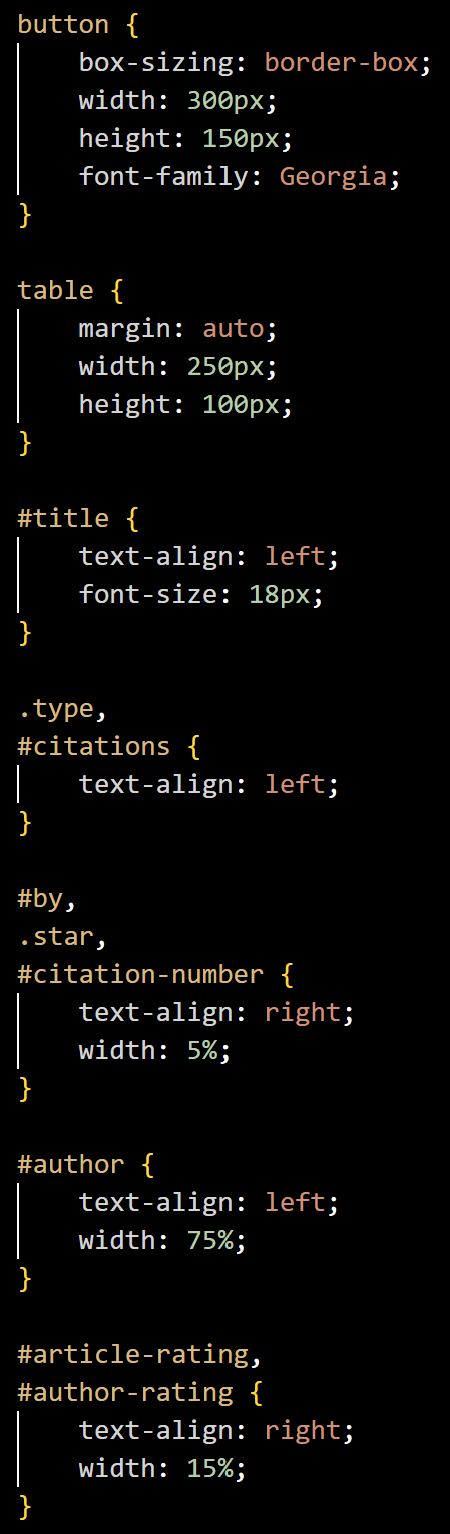 button {
    box-sizing: border-box;
    width: 300px;
    height: 150px;
    font-family: Georgia;
}

table {
    margin: auto;
    width: 250px;
    height: 100px;
}

#title {
    text-align: left;
    font-size: 18px;
}

.type,
#citations {
    text-align: left;
}

#by,
.star,
#citation-number {
    text-align: right;
    width: 5%;
}

#author {
    text-align: left;
    width: 75%;
}

#article-rating,
#author-rating {
    text-align: right;
    width: 15%;
}